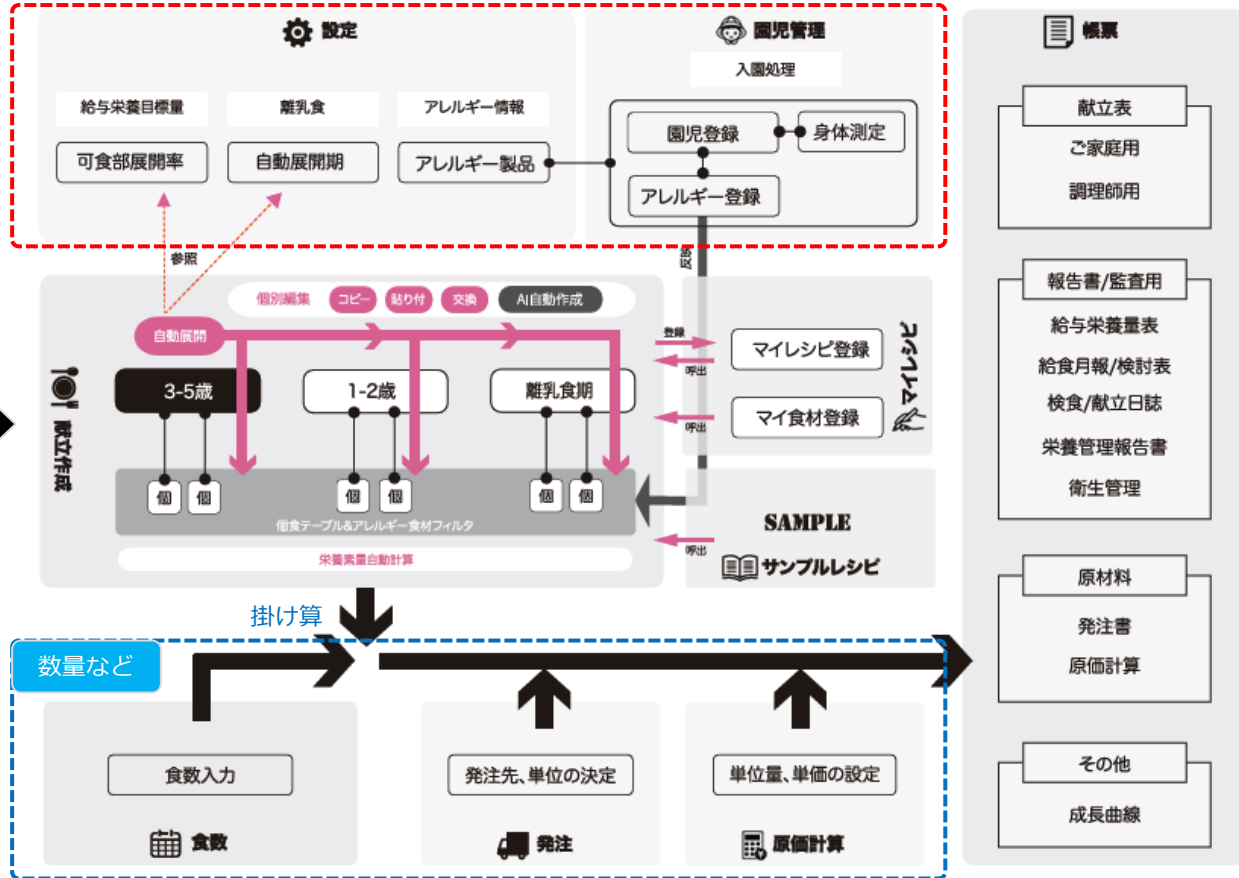 設定
給与栄養目標量
離乳食
アレルギー情報
可食部展開率
自動展開期
アレルギー製品
園児管理
入園処理
園児登録
身体測定
アレルギー登録
参照
反映
個別編集
コピー
貼り付
交換
AI自動作成
自動展開
3-5歳
1-2歳
離乳食期
献立作成
個
個
個
個
個
個
個食テーブル&アレルギー食材フィルタ
栄養素量自動計算
登録
呼出
マイレシピ登録
呼出
マイ食材登録
マイレシピ
呼出
SAMPLE
サンプルレシピ
掛け算
数量など
食数入力
食数
発注先、単位の決定
発注
単位量、単価の設定
原価計算
帳票
献立表
ご家庭用
調理師用
報告書/監査用
給与栄養量表
給食月報/検討表
検食/献立日誌
栄養管理報告書
衛生管理
原材料
発注書
原価計算
その他
成長曲線